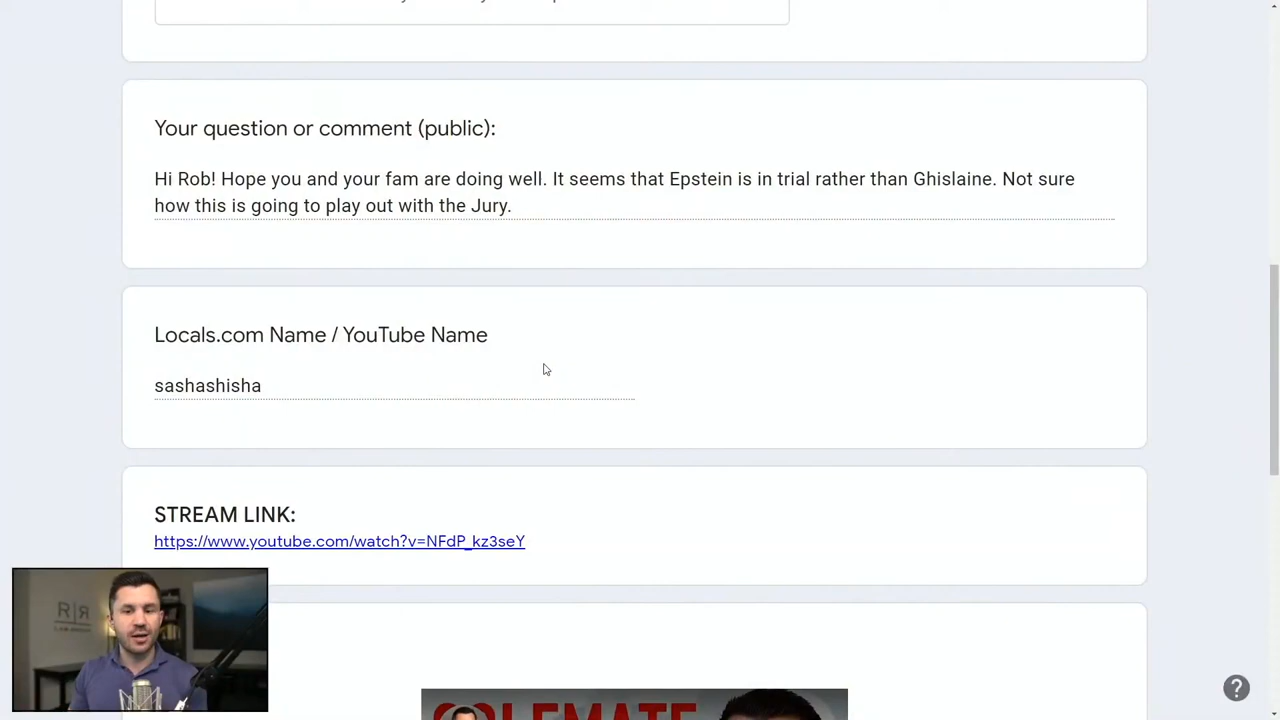 Your question or comment (public):
Hi Rob! Hope you and your fam are doing well. It seems that Epstein is in trial rather than Ghislaine. Not sure
how this is going to play out with the Jury.
Locals.com Name / YouTube Name
sashashisha
STREAM LINK:
https://www.youtube.com/watch?v=NFdP_kz3seY
R|R